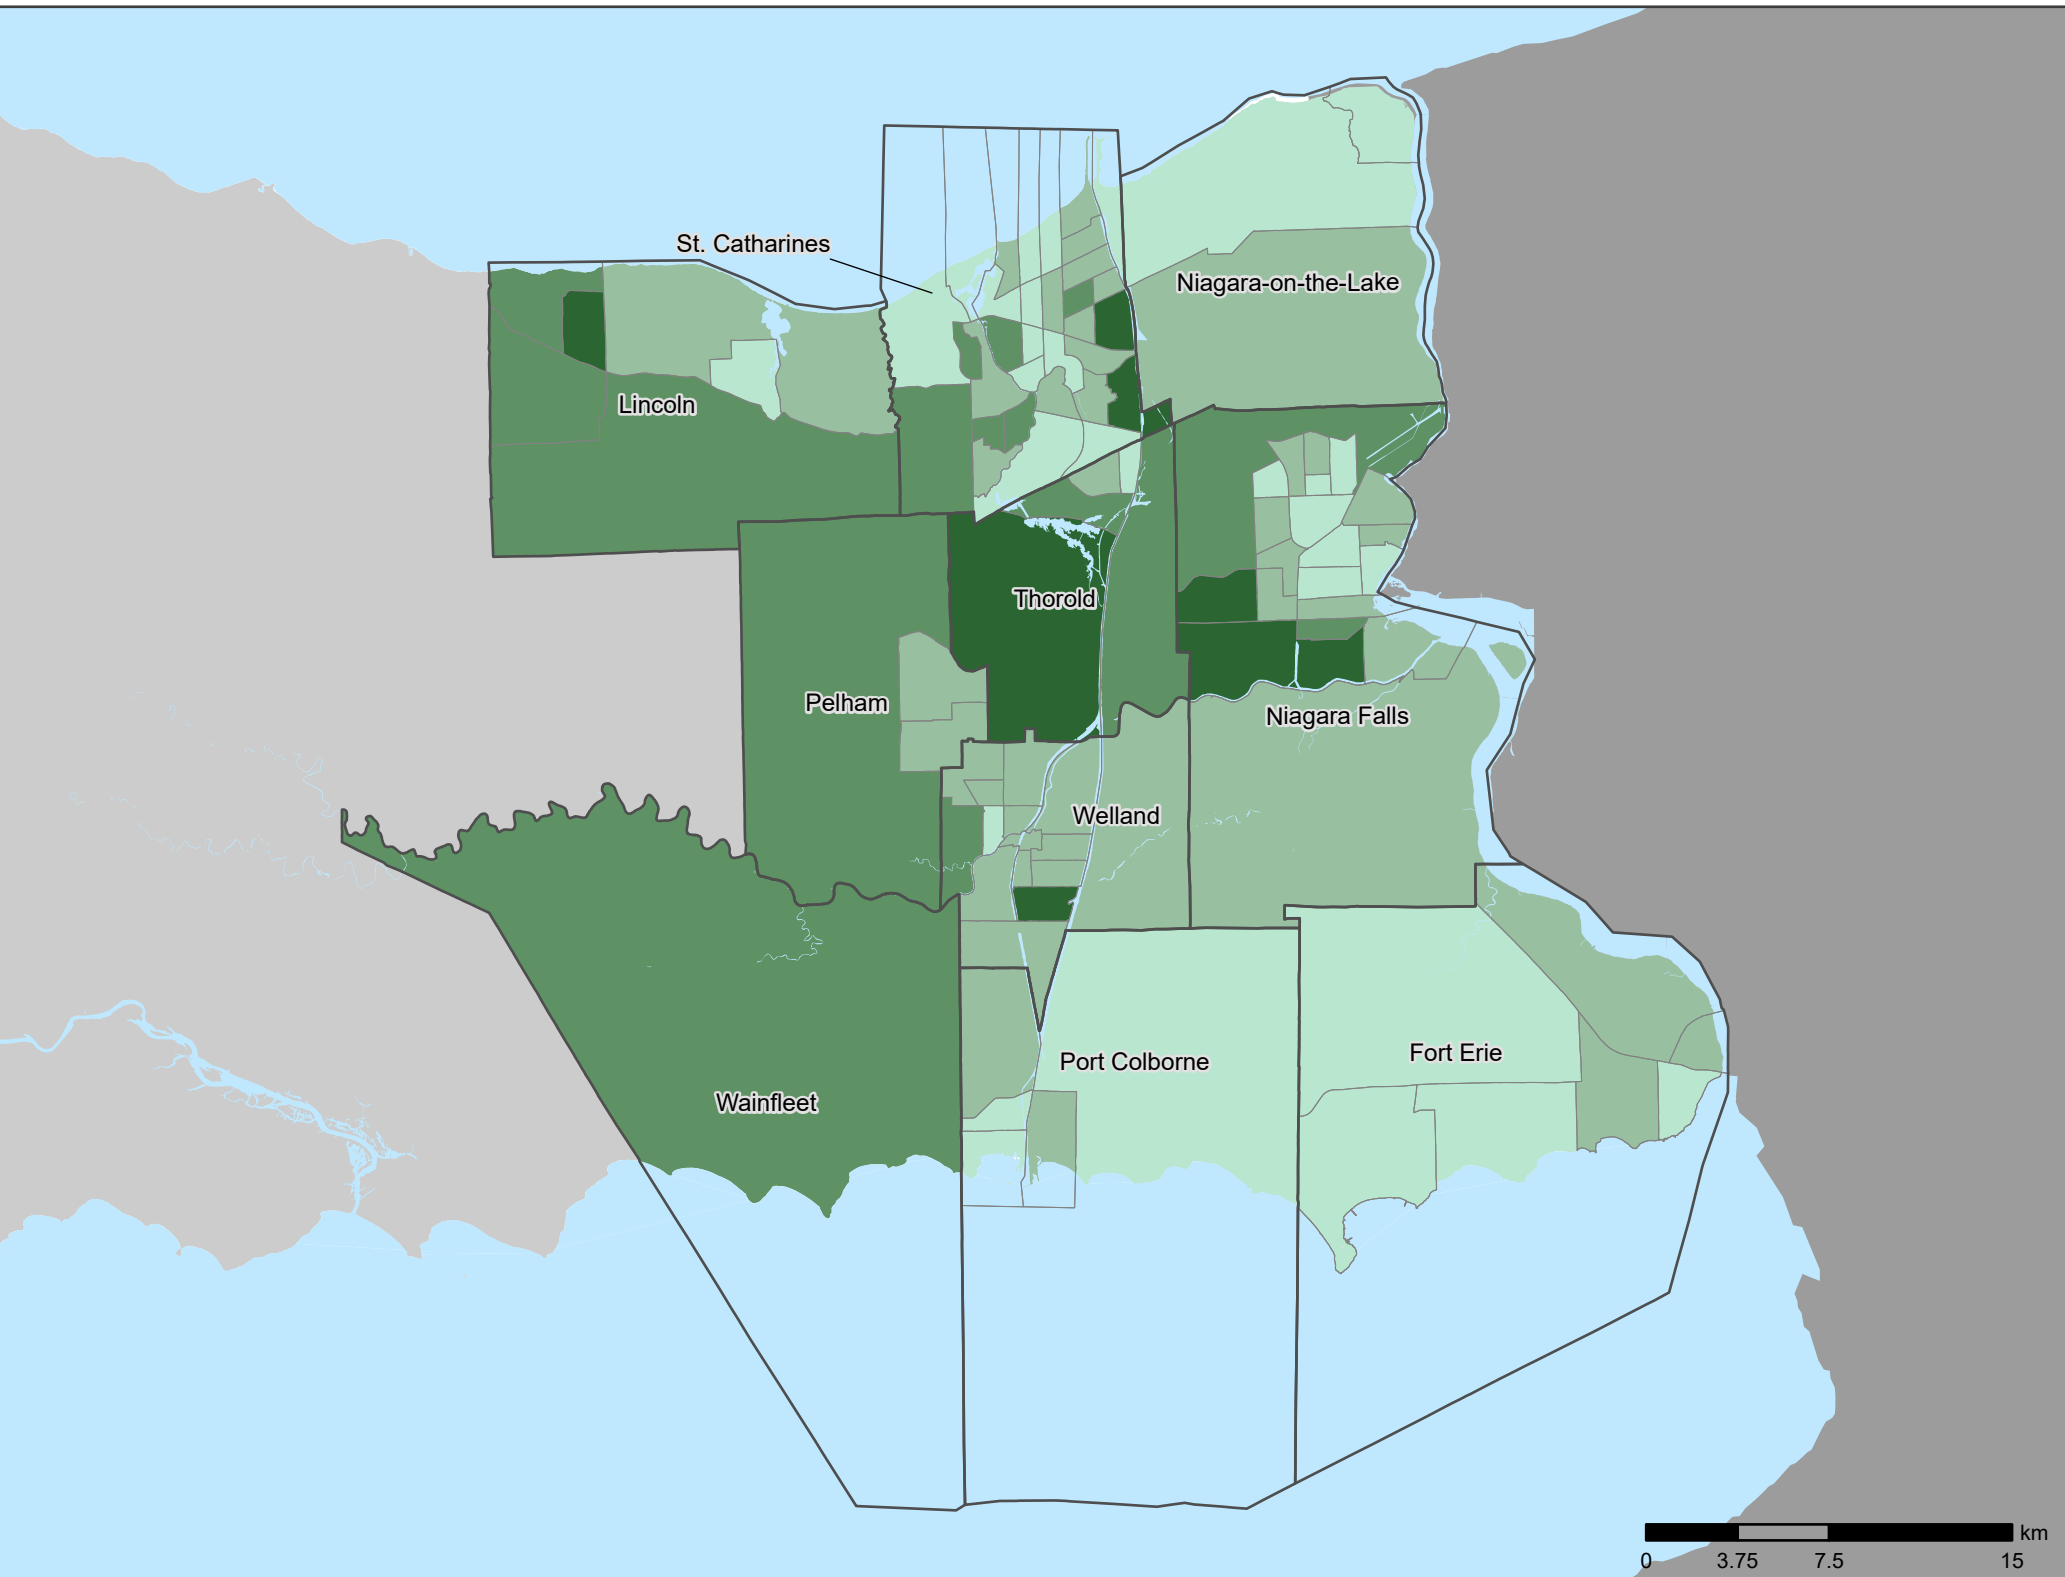 St. Catharines
Niagara-on-the-Lake
Lincoln
Thorold
Pelham
Niagara Falls
Welland
Fort Erie
Port Colborne
Wainfleet
km
0 3.75 7.5 15